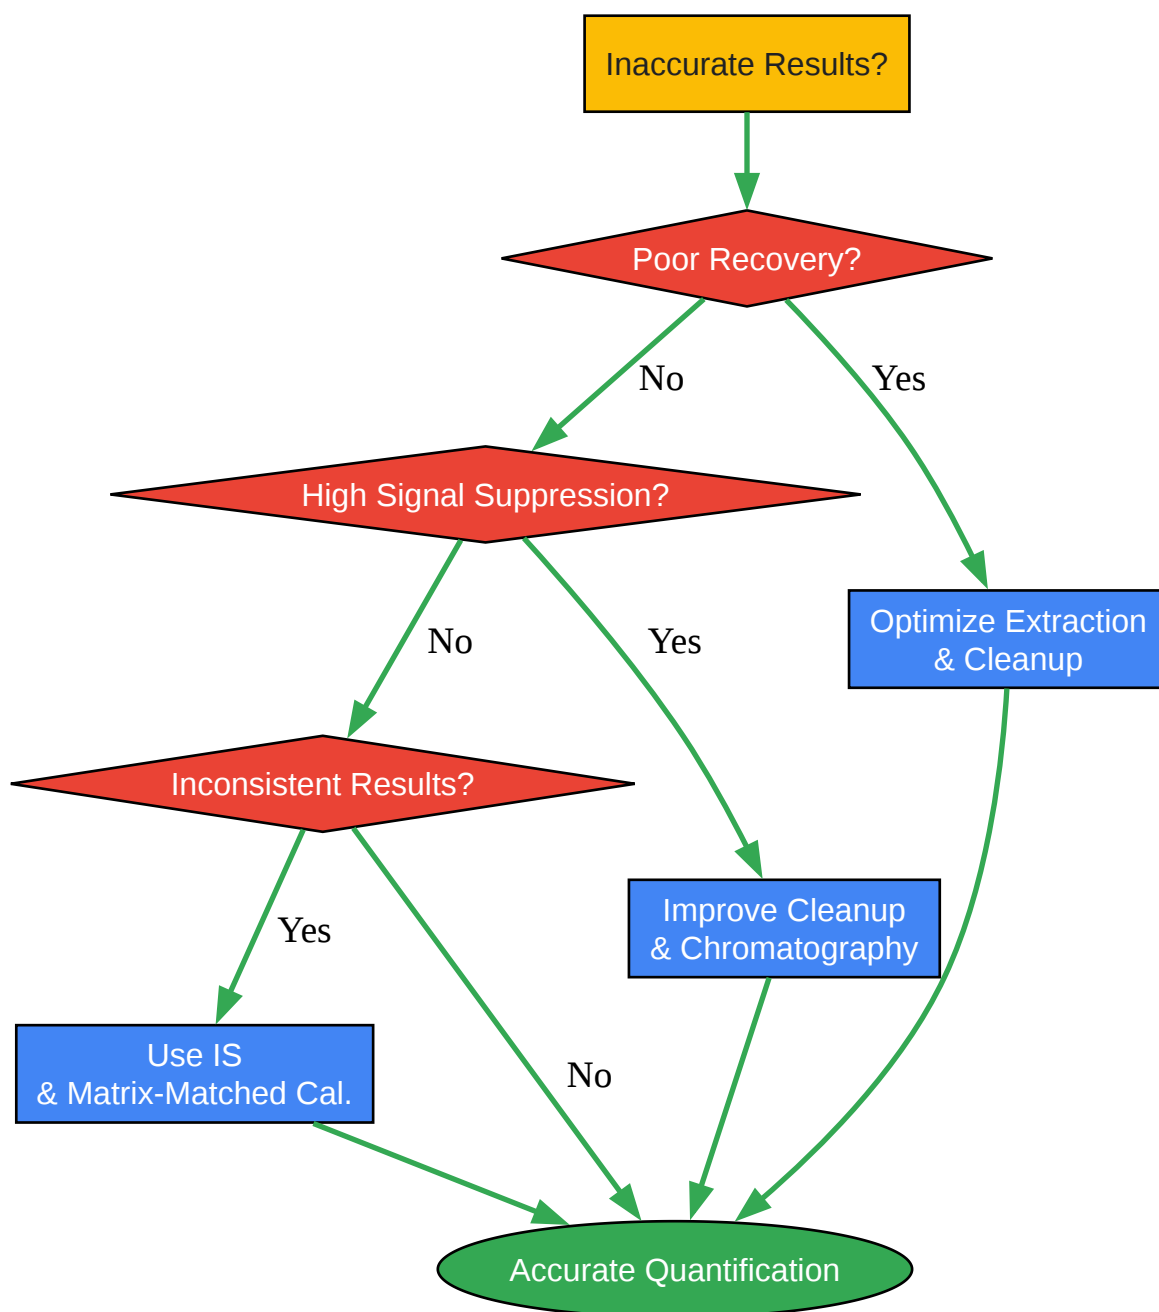 Inaccurate Results?
Poor Recovery?
No
Yes
High Signal Suppression?
Optimize Extraction
& Cleanup
No
Yes
Inconsistent Results?
Improve Cleanup
& Chromatography
Yes
Use IS
& Matrix-Matched Cal.
No
Accurate Quantification